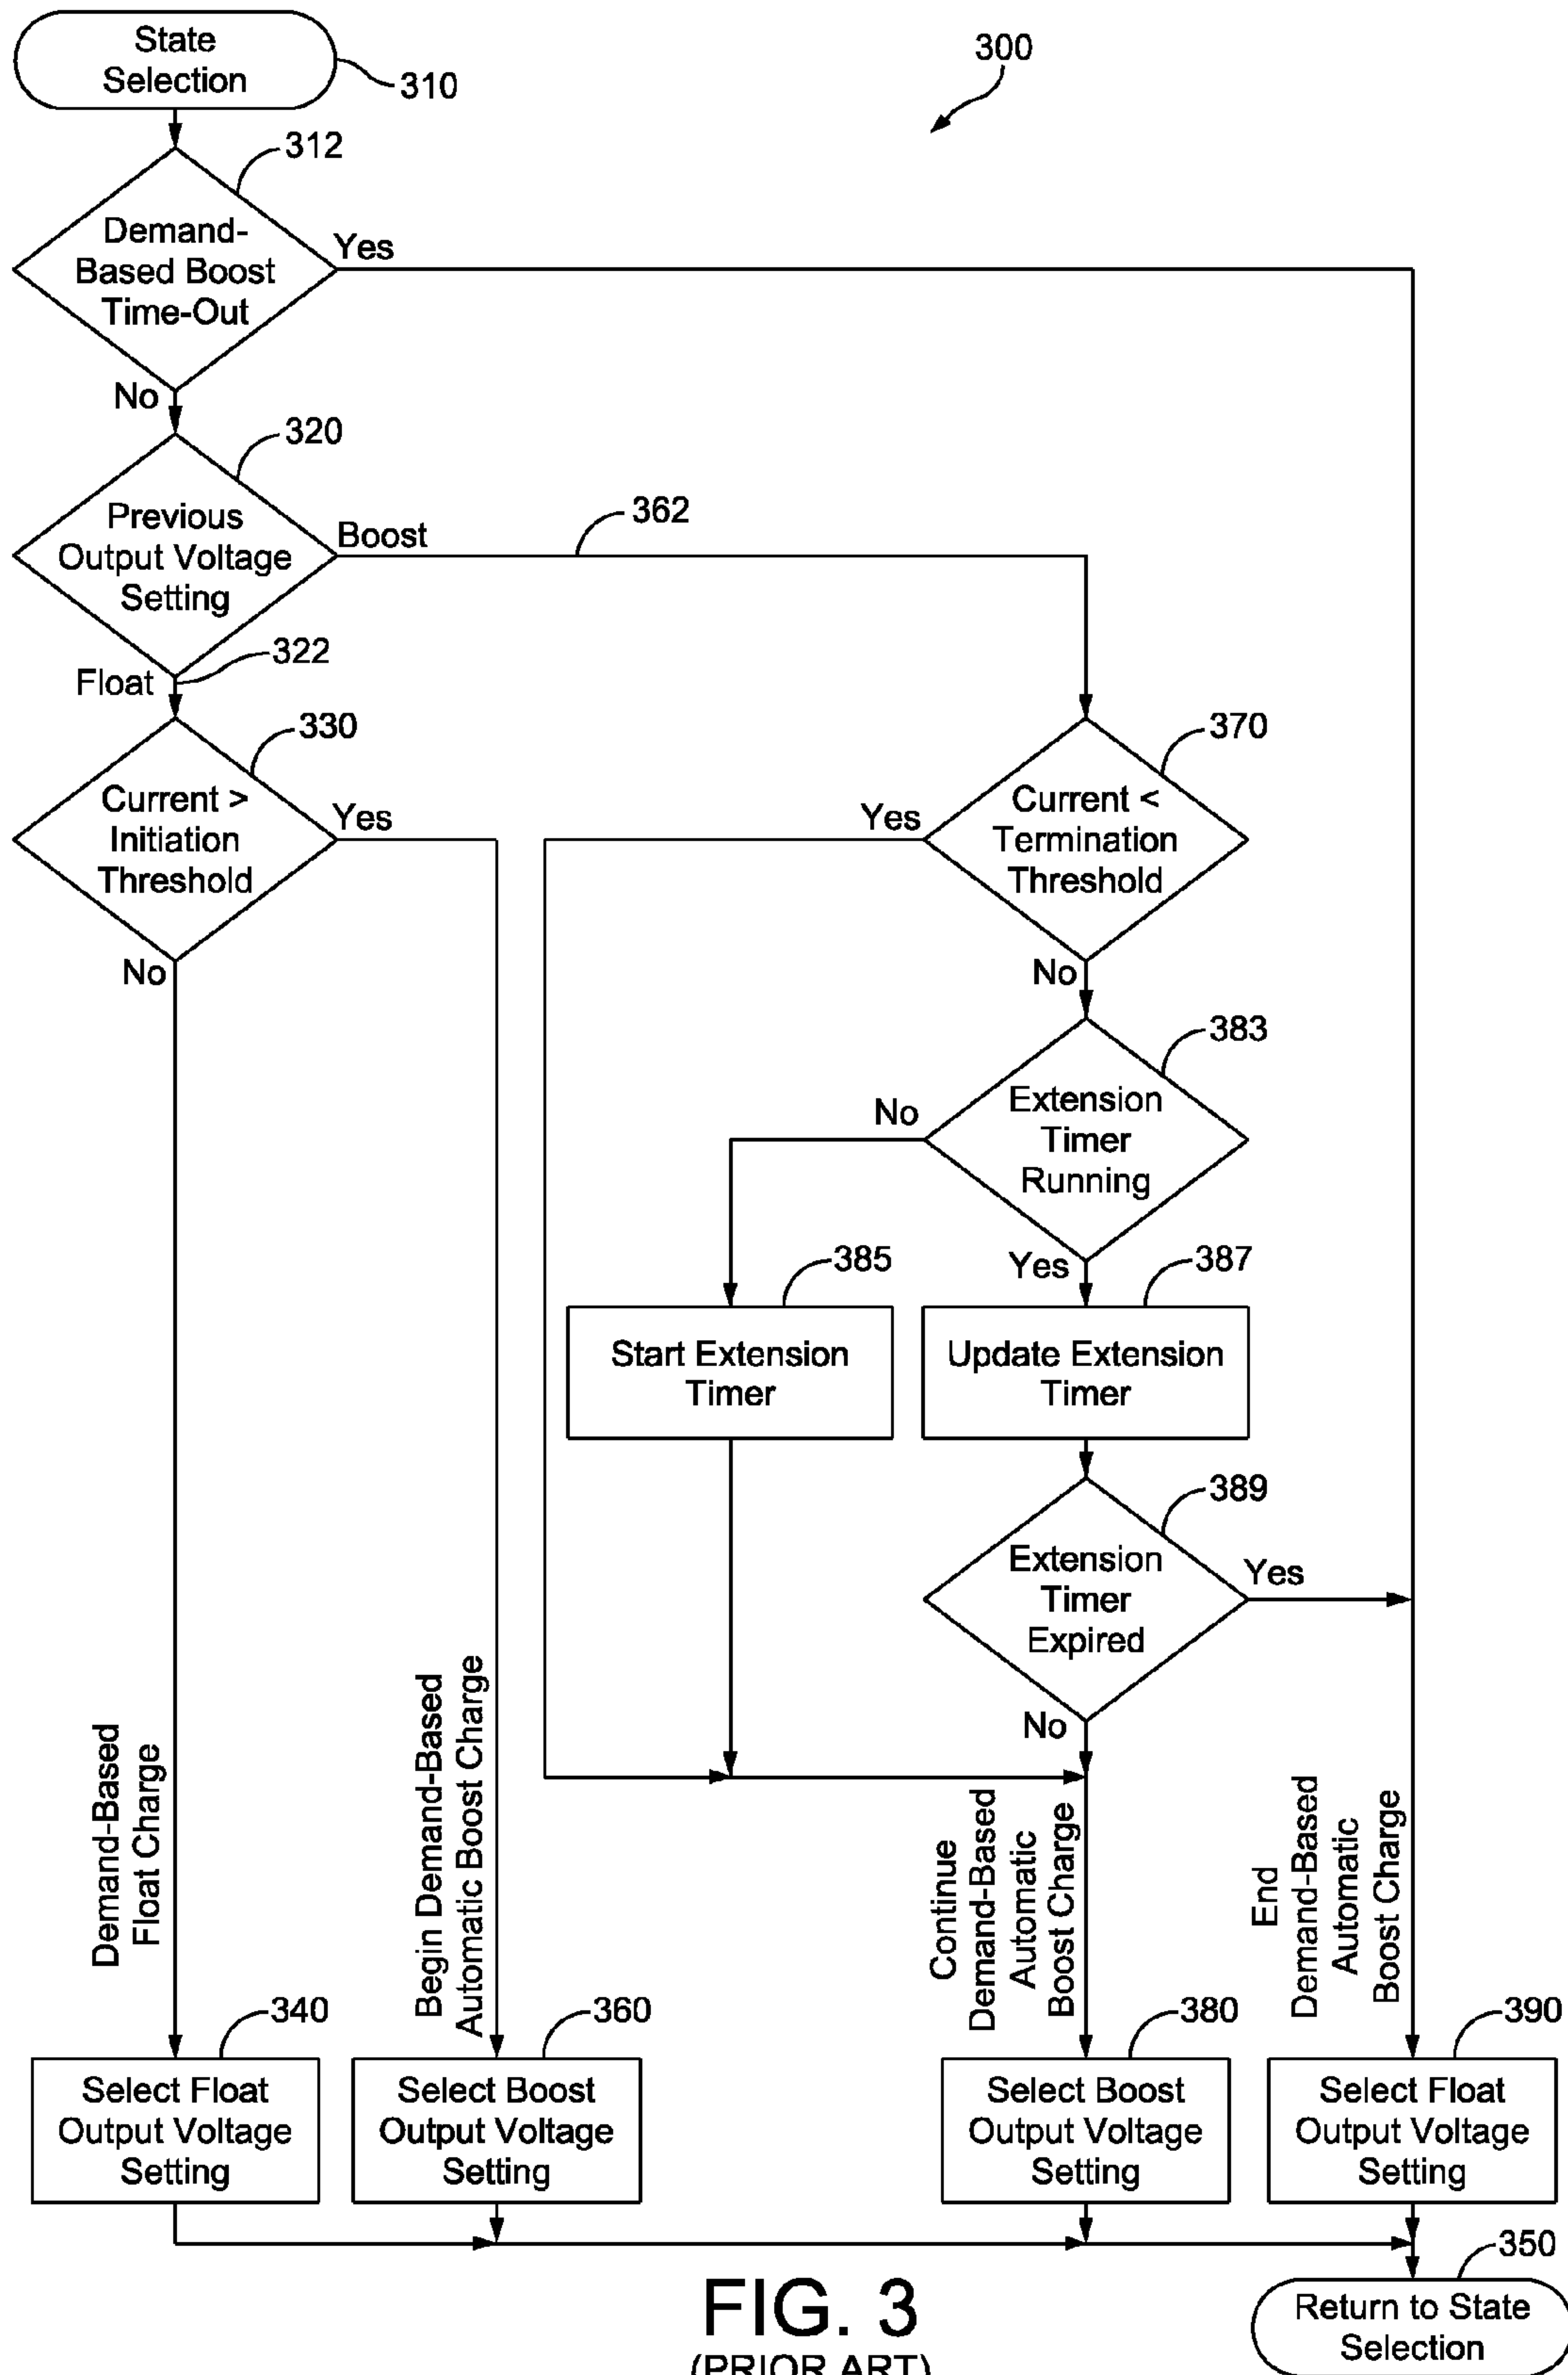 State
Selection
310
300
312
Demand-
Based Boost
Time-Out
Yes
No
320
Previous
Output Voltage
Setting
Boost
362
322
Float
330
Current >
Initiation
Threshold
Yes
No
370
Current <
Termination
Threshold
Yes
No
383
Extension
Timer
Running
No
Yes
385
Start Extension
Timer
387
Update Extension
Timer
389
Extension
Timer
Expired
Yes
No
Demand-Based
Float Charge
Begin Demand-Based
Automatic Boost Charge
Continue
Demand-Based
Automatic
Boost Charge
End
Demand-Based
Automatic
Boost Charge
340
Select Float
Output Voltage
Setting
360
Select Boost
Output Voltage
Setting
380
Select Boost
Output Voltage
Setting
390
Select Float
Output Voltage
Setting
350
Return to State
Selection
FIG. 3
(PRIOR ART)